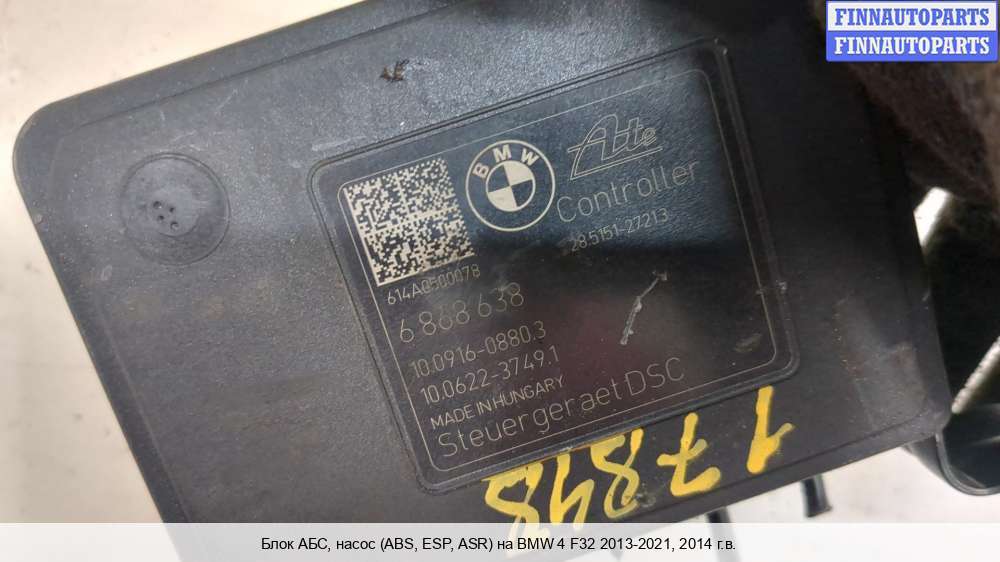 FINNAUTOPARTS
FINNAUTOPARTS
BMW
Ate
Controller
28.5151-27213
614A0500078
6 868 638
10.0916-0880.3
10.0622-3749.1
MADE IN HUNGARY
Steuergeraet DSC
17848
Блок АБС, насос (ABS, ESP, ASR) на BMW 4 F32 2013-2021, 2014 г.в.